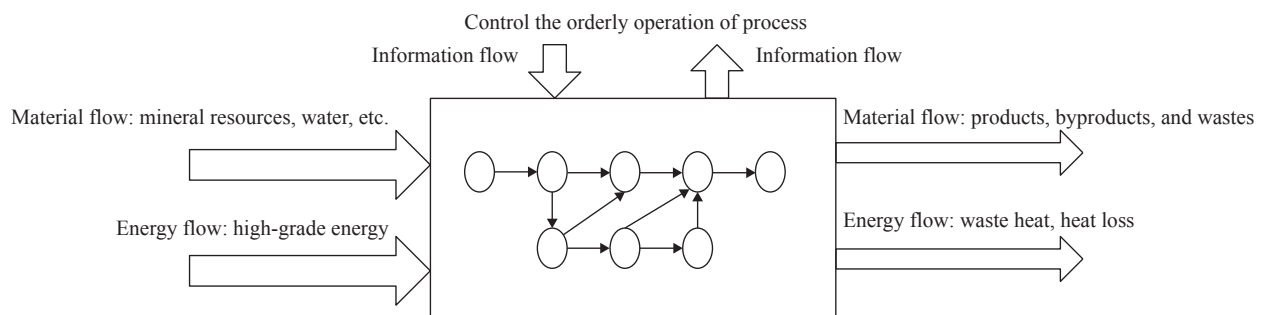 Control the orderly operation of process
Information flow
Information flow
Material flow: mineral resources, water, etc.
Material flow: products, byproducts, and wastes
Energy flow: high-grade energy
Energy flow: waste heat, heat loss